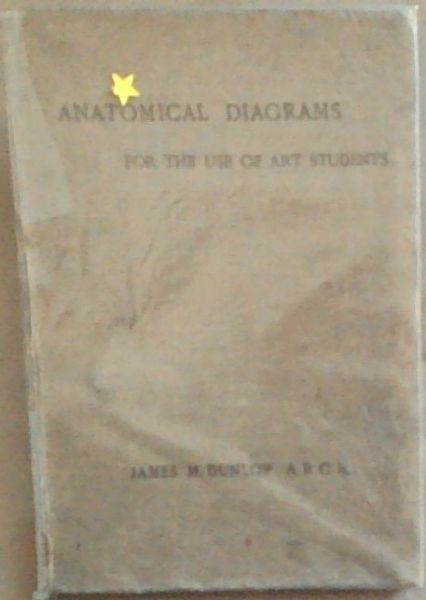 ANATOMICAL DIAGRAMS
FOR THE USE OF ART STUDENTS
JAMES M. DUNLOP A.R.C.A.